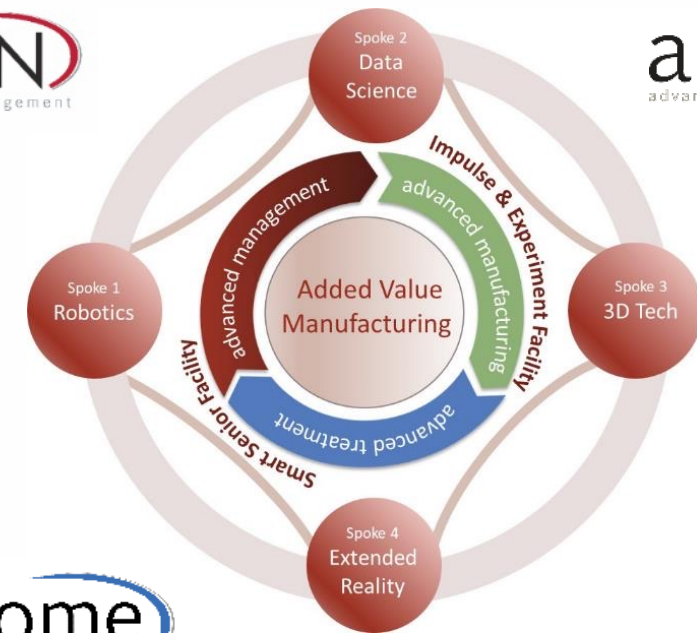 N
gement
a
advan
Spoke 2
Data
Science
Impulse & Experiment Facility
advanced management
advanced manufacturing
Spoke 1
Robotics
Added Value
Manufacturing
Spoke 3
3D Tech
advanced treatment
Smart Senior Facility
Spoke 4
Extended
Reality
ome